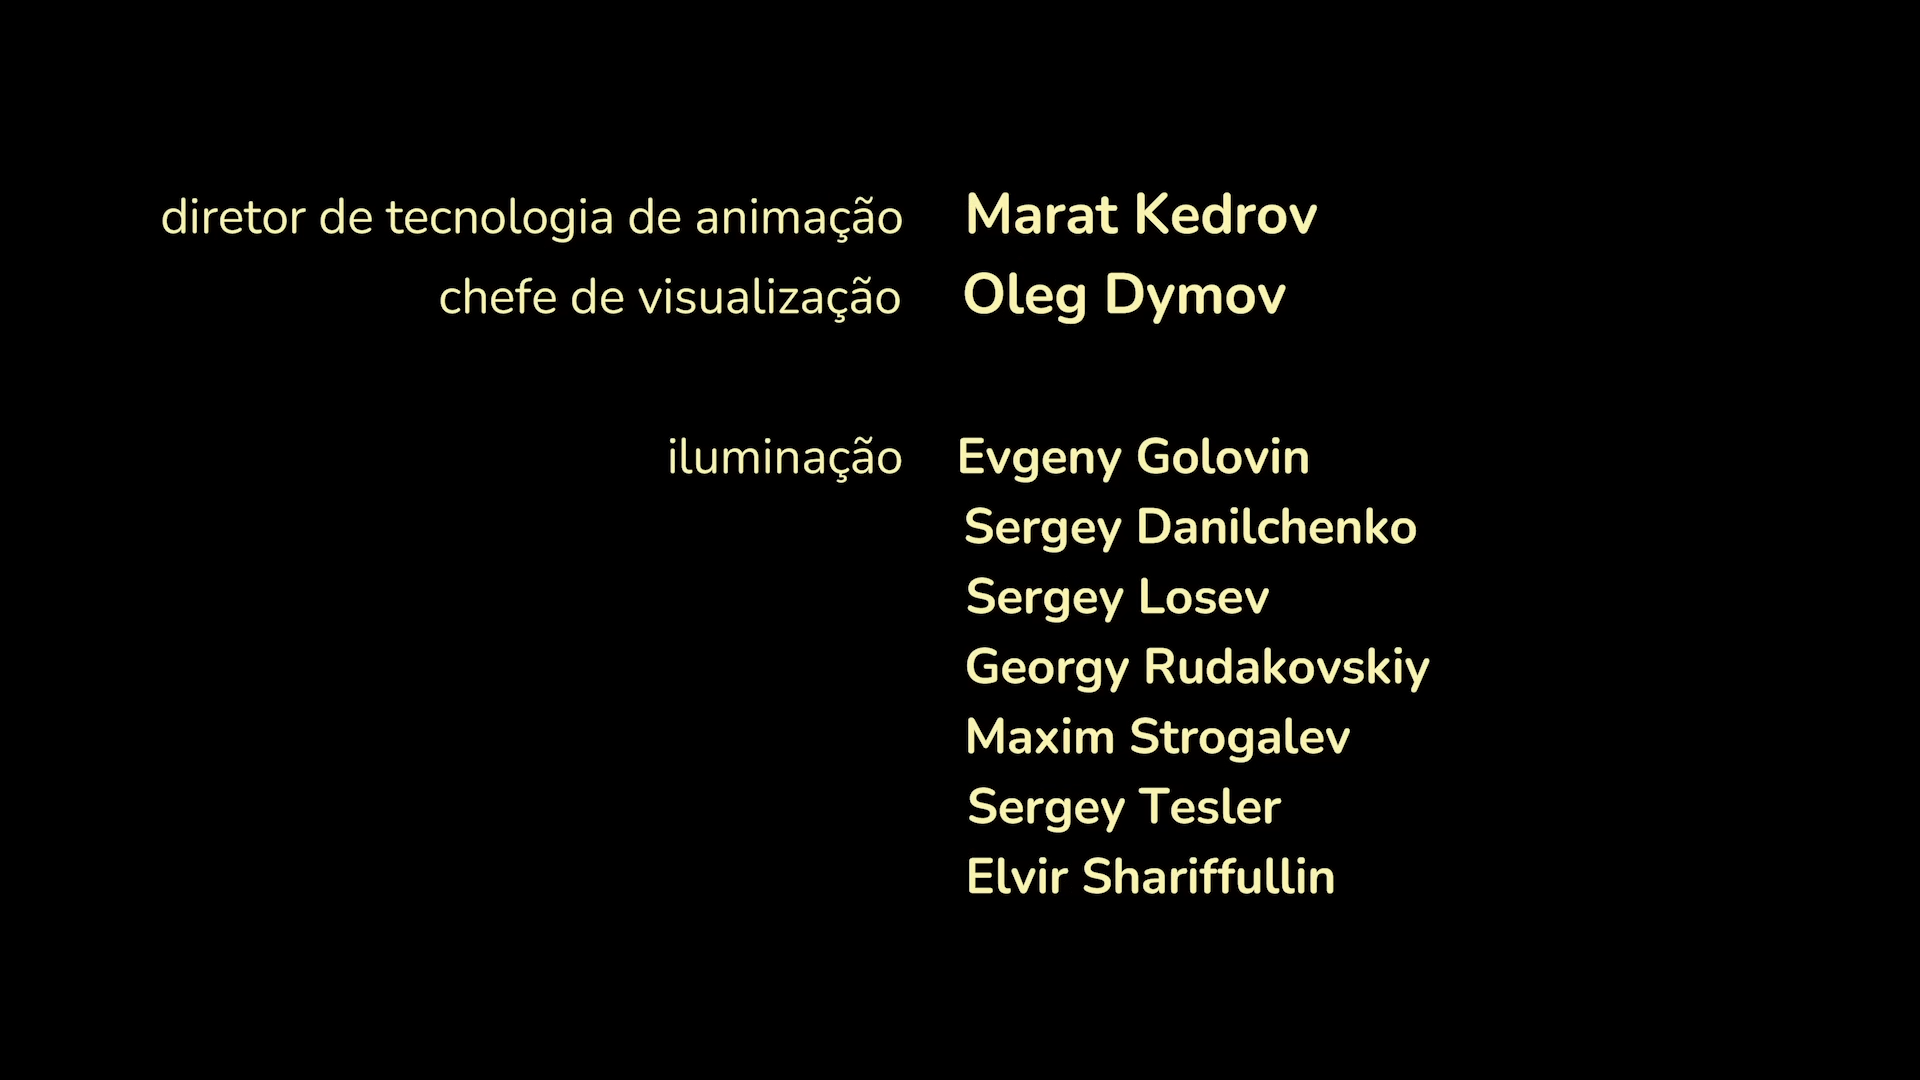 diretor de tecnologia de animação Marat Kedrov
chefe de visualização Oleg Dymov
iluminação Evgeny Golovin
Sergey Danilchenko
Sergey Losev
Georgy Rudakovskiy
Maxim Strogalev
Sergey Tesler
Elvir Shariffullin